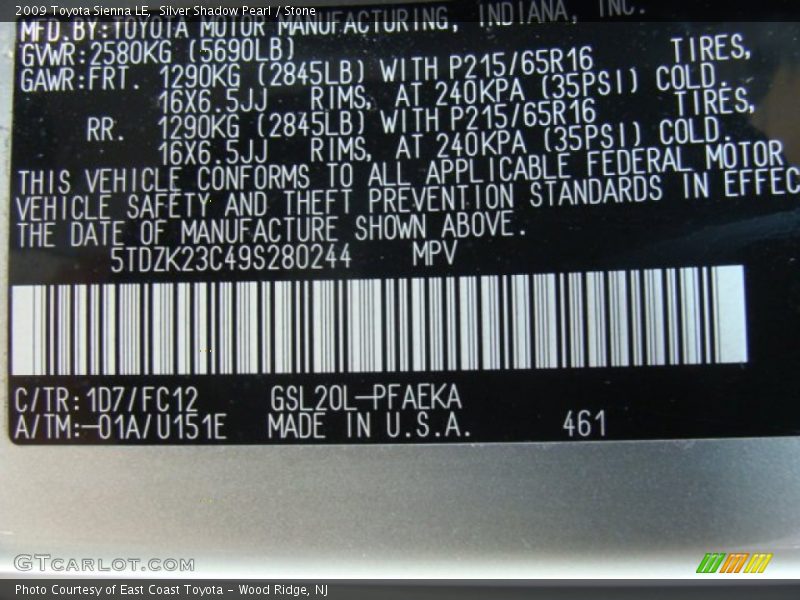 2009 Toyota Sienna LE, Silver Shadow Pearl / Stone
MFD.BY:TOYOTA MOTOR MANUFACTURING, INDIANA, INC.
GVWR:2580KG (5690LB)
GAWR:FRT. 1290KG (2845LB) WITH P215/65R16 TIRES,
16X6.5JJ RIMS, AT 240KPA (35PSI) COLD.
RR. 1290KG (2845LB) WITH P215/65R16 TIRES,
16X6.5JJ RIMS, AT 240KPA (35PSI) COLD.
THIS VEHICLE CONFORMS TO ALL APPLICABLE FEDERAL MOTOR
VEHICLE SAFETY AND THEFT PREVENTION STANDARDS IN EFFEC
THE DATE OF MANUFACTURE SHOWN ABOVE.
5TDZK23C49S280244 MPV
C/TR:1D7/FC12 GSL20L-PFAEKA
A/TM:-01A/U151E MADE IN U.S.A. 461
GTCARLOT.COM
Photo Courtesy of East Coast Toyota - Wood Ridge, NJ